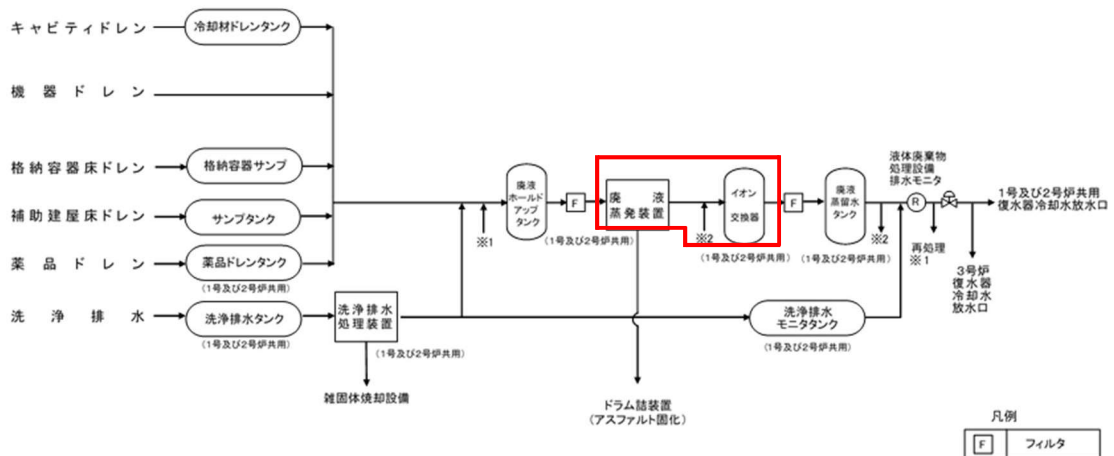 キャビティドレン
冷却材ドレンタンク
機器ドレン
格納容器床ドレン
格納容器サンプ
補助建屋床ドレン
サンプタンク
(1号及び2号炉共用)
薬品ドレン
薬品ドレンタンク
(1号及び2号炉共用)
洗浄排水
洗浄排水タンク
(1号及び2号炉共用)
洗浄排水
処理装置
(1号及び2号炉共用)
雑固体焼却設備
※1
廃液
ホールド
アップ
タンク
(1号及び2号炉共用)
F
廃液
蒸発装置
※2
イオン
交換器
(1号及び2号炉共用)
F
廃液
蒸留水
タンク
(1号及び2号炉共用)
※2
液体廃棄物
処理設備
排水モニタ
R
再処理
※1
1号及び2号炉共用
復水器冷却水放水口
3号炉
復水器
冷却水
放水口
洗浄排水
モニタタンク
(1号及び2号炉共用)
ドラム詰装置
(アスファルト固化)
凡例
F フィルタ